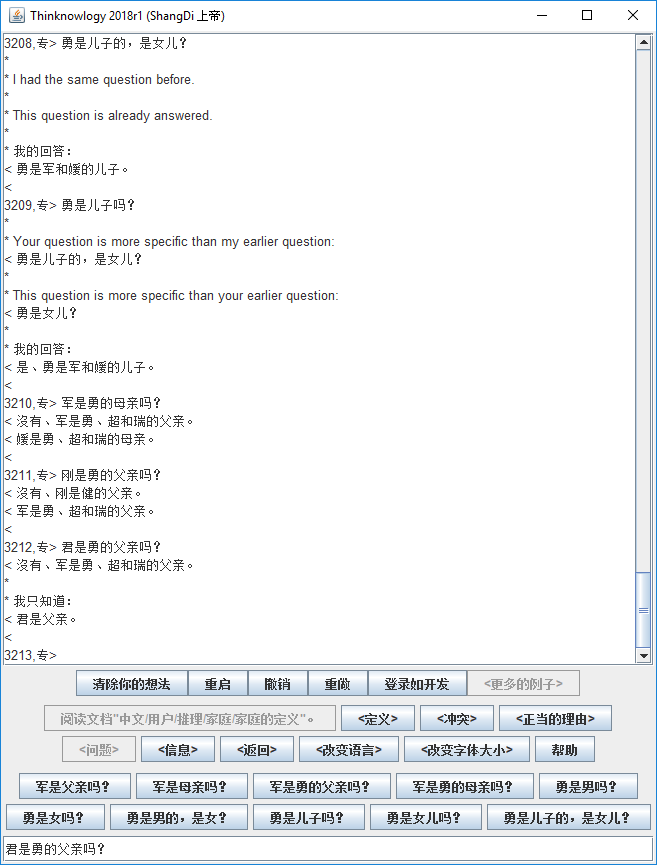 Thinknowlogy 2018r1 (ShangDi 上帝)
3208,专> 勇是儿子的，是女儿？
*
* I had the same question before.
*
* This question is already answered.
*
* 我的回答：
< 勇是军和媛的儿子。
<
3209,专> 勇是儿子吗？
*
* Your question is more specific than my earlier question:
< 勇是儿子的，是女儿？
*
* This question is more specific than your earlier question:
< 勇是女儿？
*
* 我的回答：
< 是、勇是军和媛的儿子。
<
3210,专> 军是勇的母亲吗？
< 沒有、军是勇、超和瑞的父亲。
< 媛是勇、超和瑞的母亲。
<
3211,专> 刚是勇的父亲吗？
< 沒有、刚是健的父亲。
< 军是勇、超和瑞的父亲。
<
3212,专> 君是勇的父亲吗？
< 沒有、军是勇、超和瑞的父亲。
*
* 我只知道：
< 君是父亲。
<
3213,专>
清除你的想法 重启 撤销 重做 登录如开发 <更多的例子>
阅读文档"中文/用户/推理/家庭/家庭的定义"。 <定义> <冲突> <正当的理由>
<问题> <信息> <返回> <改变语言> <改变字体大小> 帮助
军是父亲吗？ 军是母亲吗？ 军是勇的父亲吗？ 军是勇的母亲吗？ 勇是男吗？
勇是女吗？ 勇是男的，是女？ 勇是儿子吗？ 勇是女儿吗？ 勇是儿子的，是女儿？
君是勇的父亲吗？